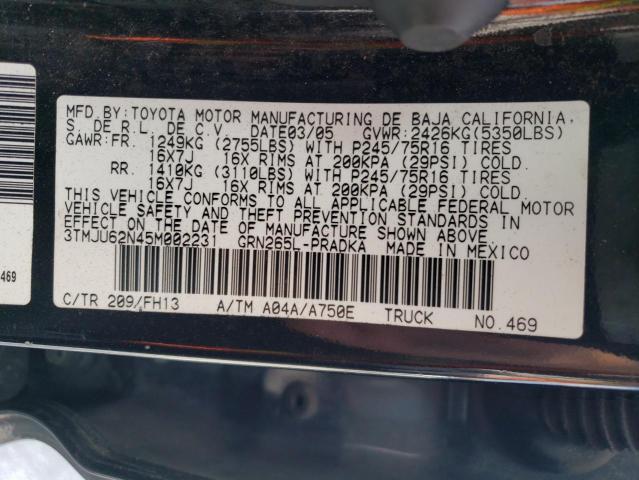 MFD.BY:TOYOTA MOTOR MANUFACTURING DE BAJA CALIFORNIA,
S. DE R.L. DE C.V. DATE03/05 GVWR:2426KG(5350LBS)
GAWR:FR. 1249KG (2755LBS) WITH P245/75R16 TIRES
16X7J 16X RIMS AT 200KPA (29PSI) COLD.
RR. 1410KG (3110LBS) WITH P245/75R16 TIRES
16X7J 16X RIMS AT 200KPA (29PSI) COLD.
THIS VEHICLE CONFORMS TO ALL APPLICABLE FEDERAL MOTOR
VEHICLE SAFETY AND THEFT PREVENTION STANDARDS IN
EFFECT ON THE DATE OF MANUFACTURE SHOWN ABOVE.
3TMJU62N45M002231 GRN265L-PRADKA MADE IN MEXICO
C/TR 209/FH13 A/TM A04A/A750E TRUCK NO.469
469